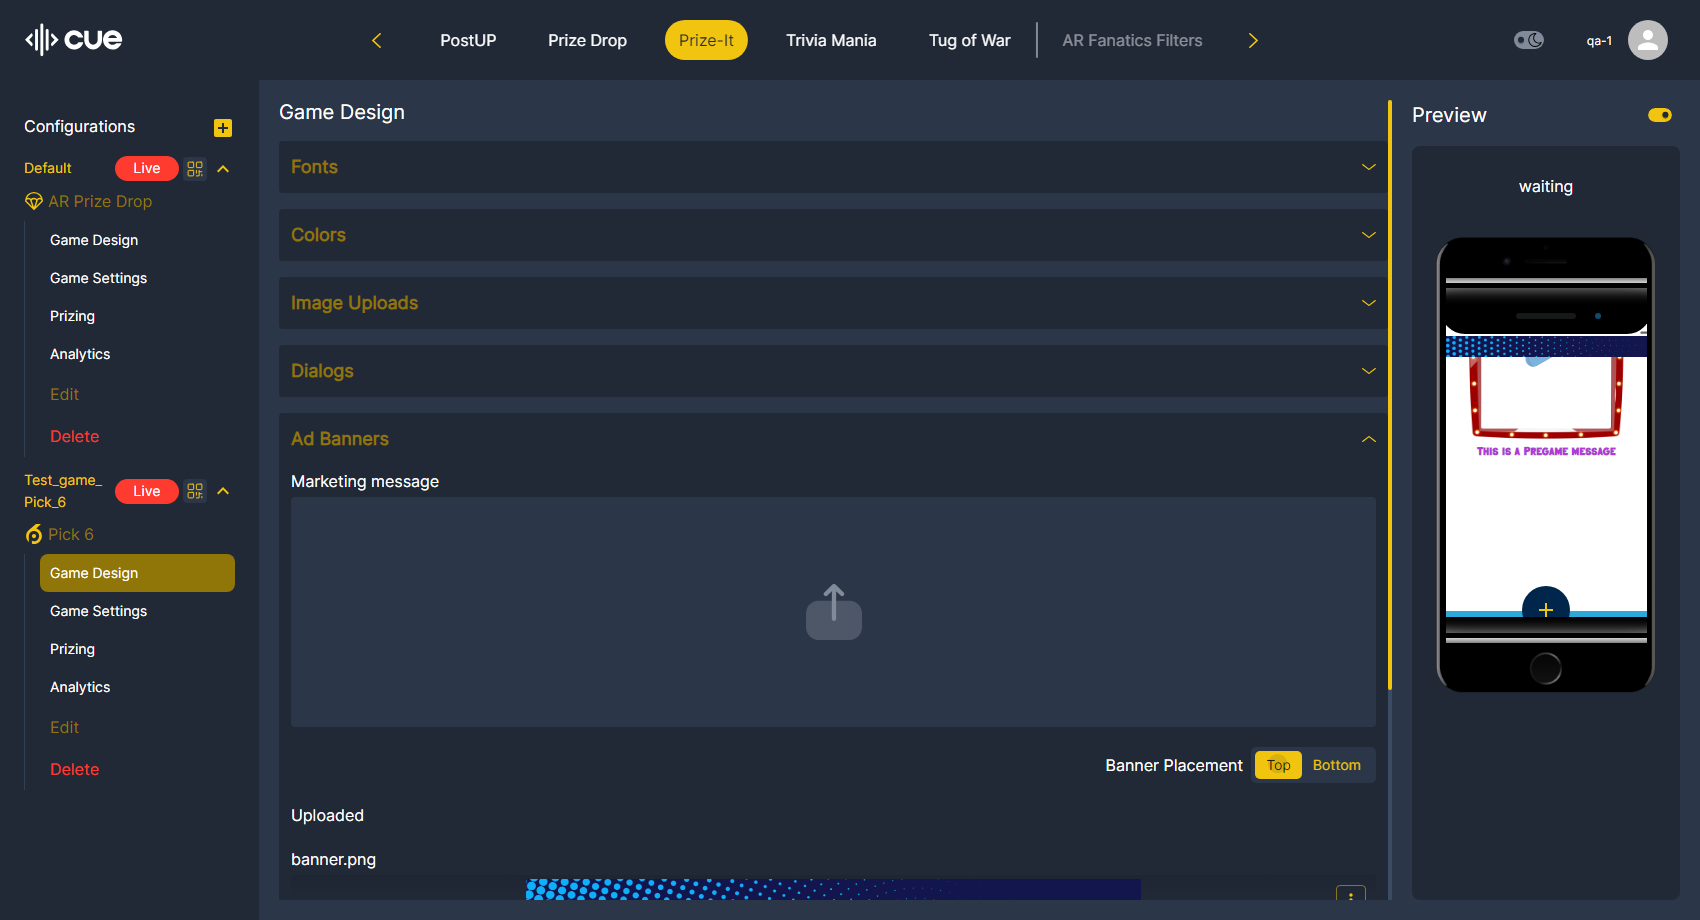 cue
PostUP
Prize Drop
Prize-It
Trivia Mania
Tug of War
AR Fanatics Filters
qa-1
Configurations
Default
Live
AR Prize Drop
Game Design
Game Settings
Prizing
Analytics
Edit
Delete
Test_game_
Pick_6
Live
Pick 6
Game Design
Game Settings
Prizing
Analytics
Edit
Delete
Game Design
Fonts
Colors
Image Uploads
Dialogs
Ad Banners
Marketing message
Banner Placement
Top
Bottom
Uploaded
banner.png
Preview
waiting
This is a Pregame message